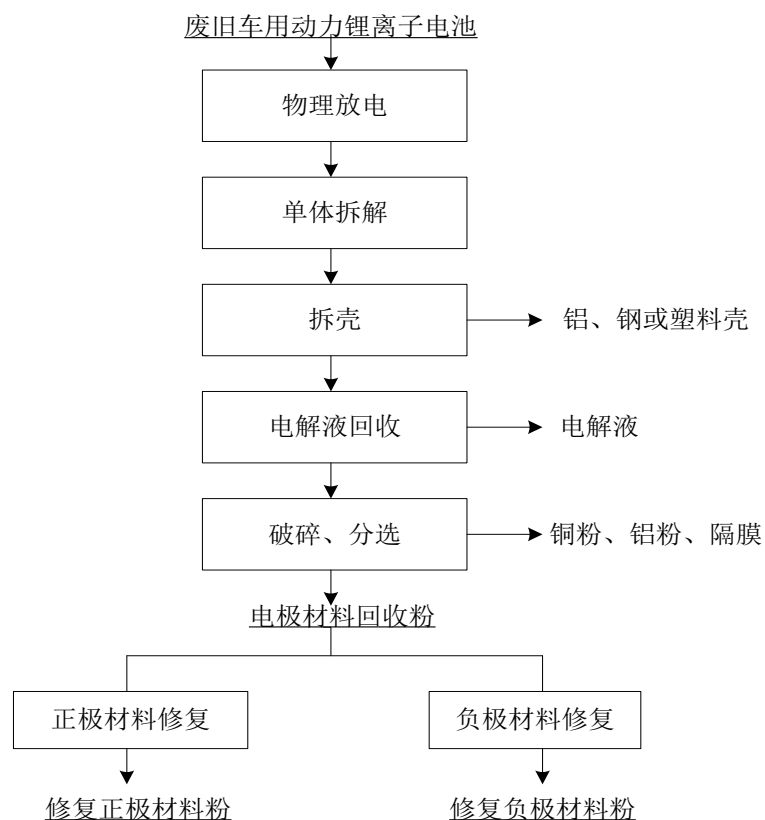 废旧车用动力锂离子电池
物理放电
单体拆解
拆壳
铝、钢或塑料壳
电解液回收
电解液
破碎、分选
铜粉、铝粉、隔膜
电极材料回收粉
正极材料修复
负极材料修复
修复正极材料粉
修复负极材料粉